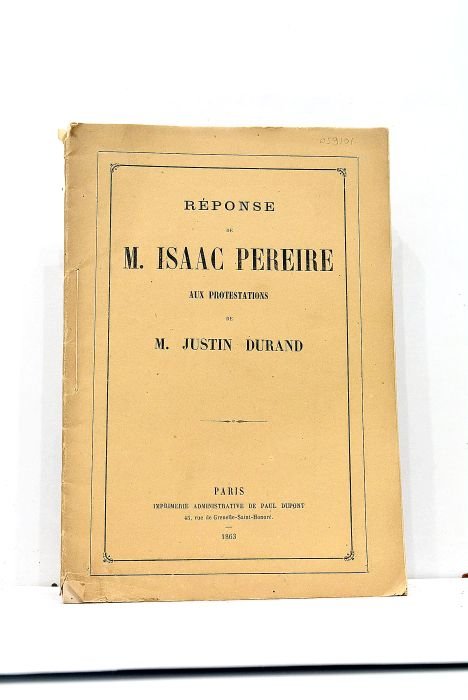 RÉPONSE
DE
M. ISAAC PEREIRE
AUX PROTESTATIONS
DE
M. JUSTIN DURAND
PARIS
IMPRIMERIE ADMINISTRATIVE DE PAUL DUPONT
45, rue de Grenelle-Saint-Honoré.
1863